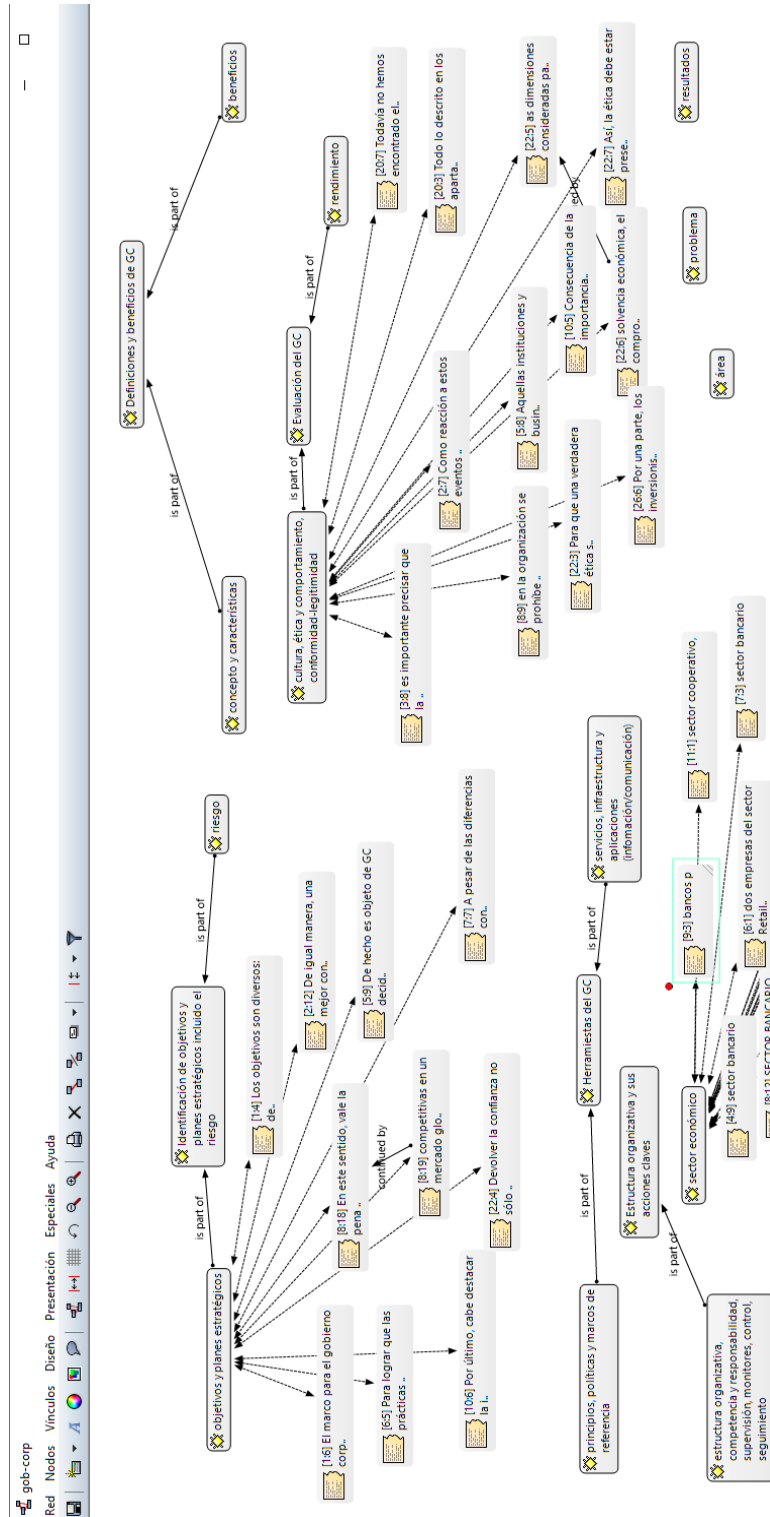 gob-corp
Red Nodos Vínculos Diseño Presentación Especiales Ayuda
Identificación de objetivos y
planes estratégicos incluido el
riesgo
is part of
is part of
riesgo
objetivos y planes estratégicos
[1:4] Los objetivos son diversos:
de..
[2:12] De igual manera, una
mejor con..
[5:9] De hecho es objeto de GC
decid..
[8:18] En este sentido, vale la
pena ..
continued by
[8:19] competitivas en un
mercado glo..
[7:7] A pesar de las diferencias
con..
[22:4] Devolver la confianza no
sólo ..
[1:6] El marco para el gobierno
corp..
[6:5] Para lograr que las
prácticas ..
[10:6] Por último, cabe destacar
la i..
Definiciones y beneficios de GC
is part of
is part of
concepto y características
beneficios
Evaluación del GC
is part of
is part of
rendimiento
cultura, ética y comportamiento,
conformidad-legitimidad
[20:7] Todavía no hemos
encontrado el..
[20:3] Todo lo descrito en los
aparta..
[22:5] as dimensiones
consideradas pa..
ed by
[22:7] Así, la ética debe estar
prese..
[10:5] Consecuencia de la
importancia..
[22:6] solvencia económica, el
compro..
[5:8] Aquellas instituciones y
busin..
[2:7] Como reacción a estos
eventos ..
[3:8] es importante precisar que
la ..
[8:9] en la organización se
prohíbe ..
[22:3] Para que una verdadera
ética s..
[26:6] Por una parte, los
inversionis..
Herramiestas del GC
is part of
is part of
principios, políticas y marcos de
referencia
servicios, infraestructura y
aplicaciones
(infomación/comunicación)
Estructura organizativa y sus
acciones claves
is part of
estructura organizativa,
competencia y responsabilidad,
supervisión, monitores, control,
seguimiento
sector económico
[9:3] bancos p
[11:1] sector cooperativo,
[7:3] sector bancario
[6:1] dos empresas del sector
Retail..
[4:9] sector bancario
[8:12] SECTOR BANCARIO
área
problema
resultados